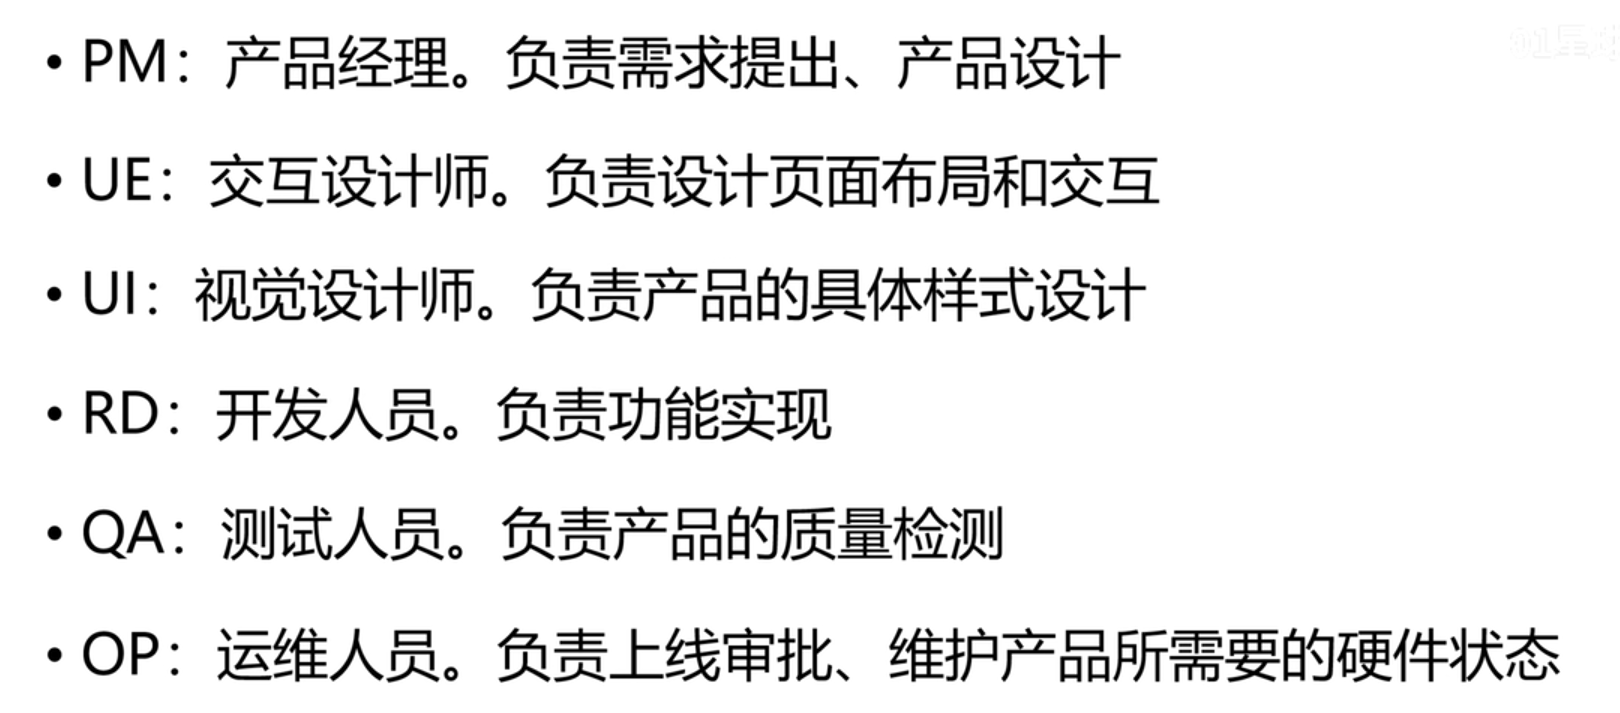 • PM：产品经理。负责需求提出、产品设计
• UE：交互设计师。负责设计页面布局和交互
• UI：视觉设计师。负责产品的具体样式设计
• RD：开发人员。负责功能实现
• QA：测试人员。负责产品的质量检测
• OP：运维人员。负责上线审批、维护产品所需要的硬件状态